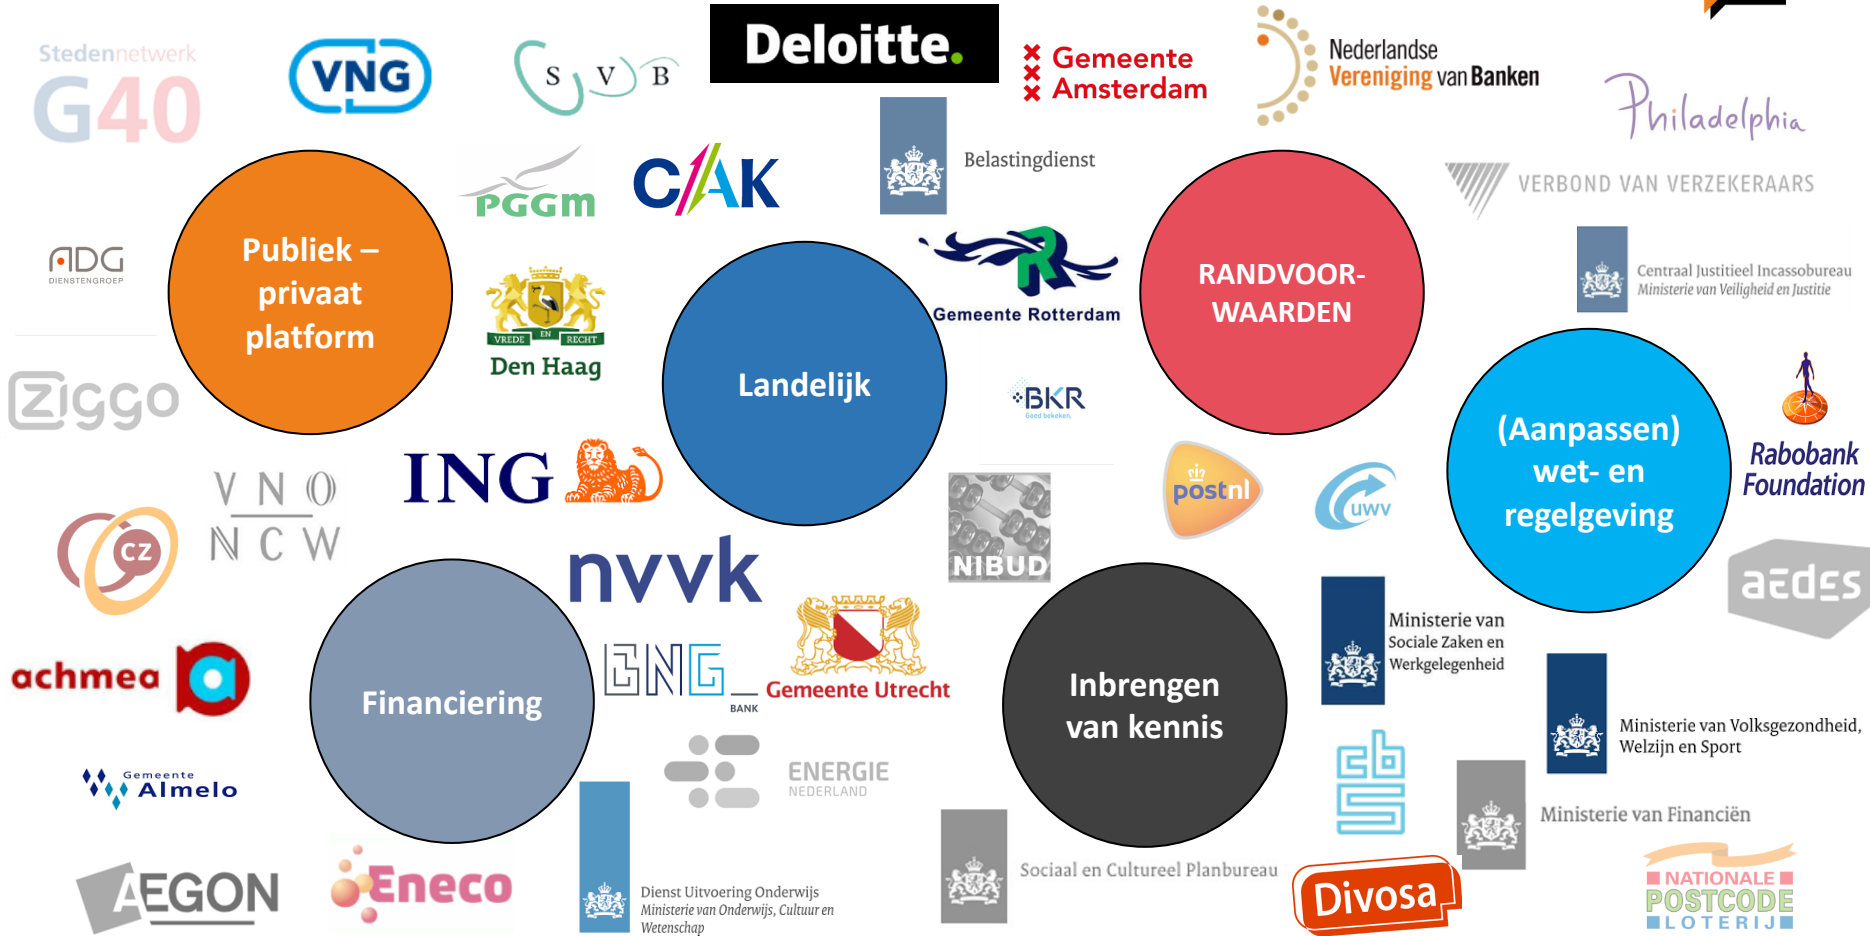 Stedennetwerk
G40
VNG
S V B
Deloitte.
Gemeente
Amsterdam
Nederlandse
Vereniging van Banken
Philadelphia
PGGM
C/AK
Belastingdienst
VERBOND VAN VERZEKERAARS
ADG
DIENSTENGROEP
Publiek –
privaat
platform
VREDE EN RECHT
Den Haag
Landelijk
R
Gemeente Rotterdam
RANDVOOR-
WAARDEN
Centraal Justitieel Incassobureau
Ministerie van Veiligheid en Justitie
ziggo
BKR
Goed bekeken.
(Aanpassen)
wet- en
regelgeving
Rabobank
Foundation
VNO
NCW
ING
CZ
nvvk
NIBUD
postnl
UWV
aedes
achmea
Financiering
BNG
BANK
Gemeente Utrecht
Inbrengen
van kennis
Ministerie van
Sociale Zaken en
Werkgelegenheid
Ministerie van Volksgezondheid,
Welzijn en Sport
Gemeente
Almelo
ENERGIE
NEDERLAND
cbs
Ministerie van Financiën
AEGON
Eneco
Dienst Uitvoering Onderwijs
Ministerie van Onderwijs, Cultuur en
Wetenschap
Sociaal en Cultureel Planbureau
Divosa
NATIONALE
POSTCODE
LOTERIJ